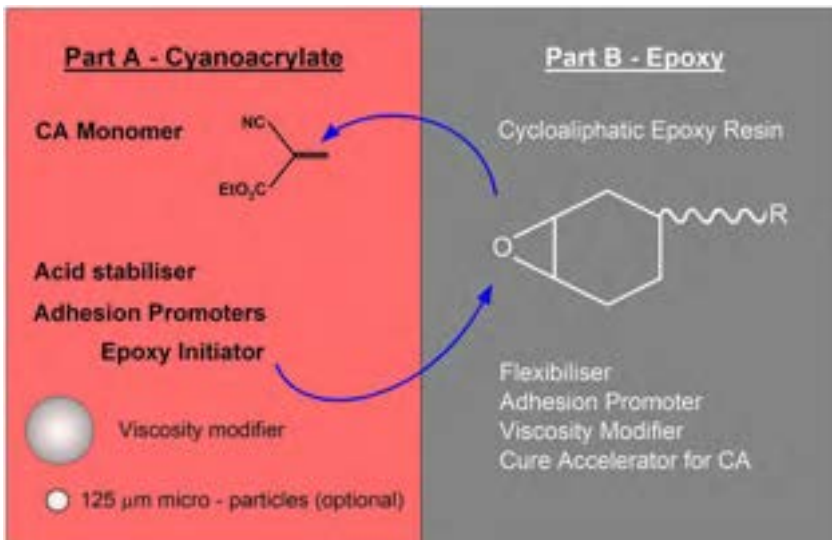 Part A - Cyanoacrylate
CA Monomer
NC
EtO₂C
Acid stabiliser
Adhesion Promoters
Epoxy Initiator
Viscosity modifier
125 μm micro - particles (optional)
Part B - Epoxy
Cycloaliphatic Epoxy Resin
O
R
Flexibiliser
Adhesion Promoter
Viscosity Modifier
Cure Accelerator for CA